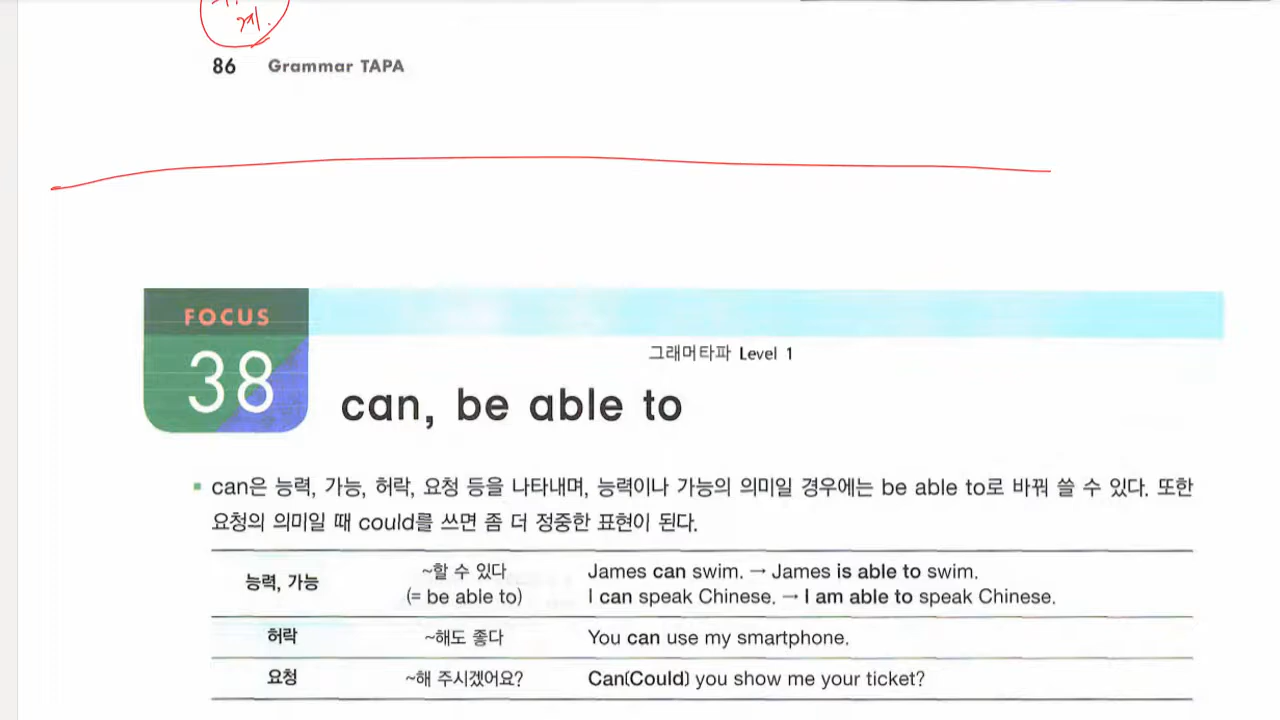 86 Grammar TAPA
FOCUS
38
그래머타파 Level 1
can, be able to
can은 능력, 가능, 허락, 요청 등을 나타내며, 능력이나 가능의 의미일 경우에는 be able to로 바꿔 쓸 수 있다. 또한
요청의 의미일 때 could를 쓰면 좀 더 정중한 표현이 된다.
능력, 가능 ~할 수 있다 James can swim. → James is able to swim.
(= be able to) I can speak Chinese. → I am able to speak Chinese.
허락 ~해도 좋다 You can use my smartphone.
요청 ~해 주시겠어요? Can(Could) you show me your ticket?